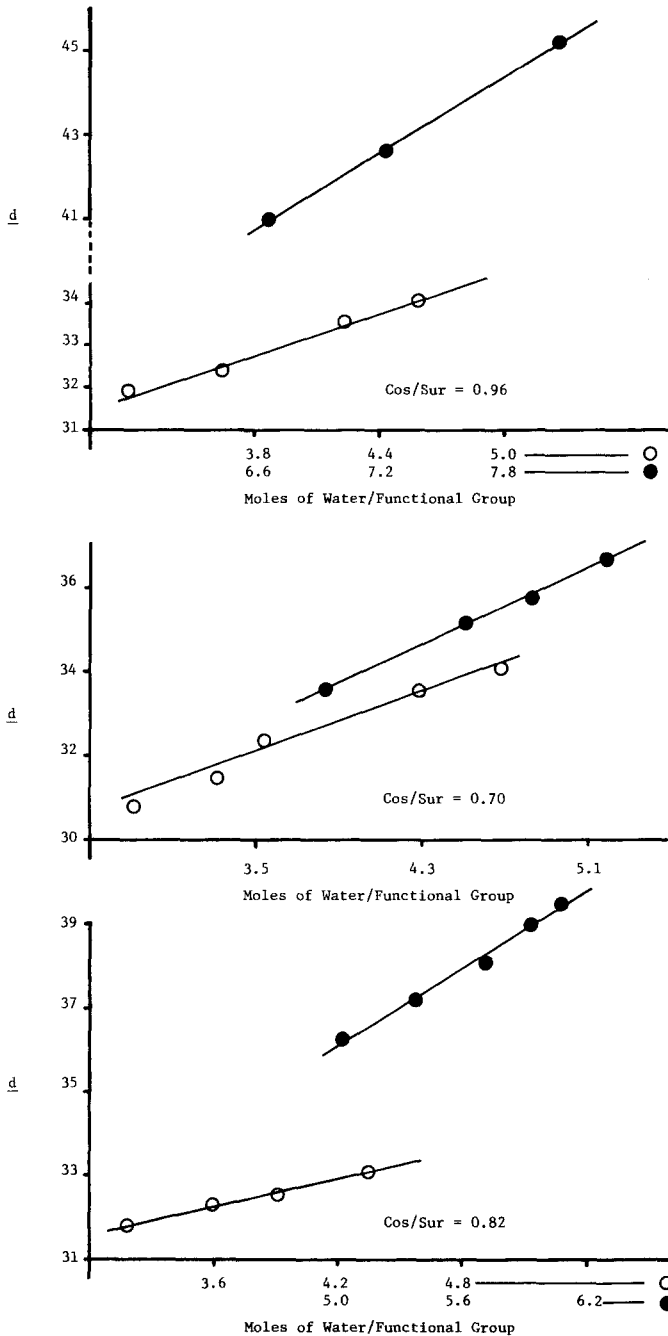 45
43
41
d
34
33
32
31
Cos/Sur = 0.96
3.8 4.4 5.0
6.6 7.2 7.8
Moles of Water/Functional Group
36
34
d
32
30
Cos/Sur = 0.70
3.5 4.3 5.1
Moles of Water/Functional Group
39
37
35
d
33
31
Cos/Sur = 0.82
3.6 4.2 4.8
5.0 5.6 6.2
Moles of Water/Functional Group